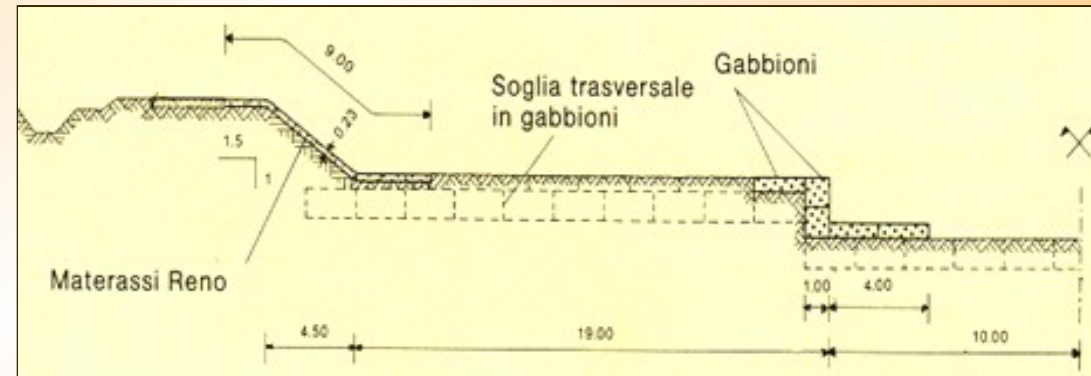 9.00
Gabbioni
Soglia trasversale
in gabbioni
0.23
1.5
1
Materassi Reno
1.00
4.00
4.50
19.00
10.00